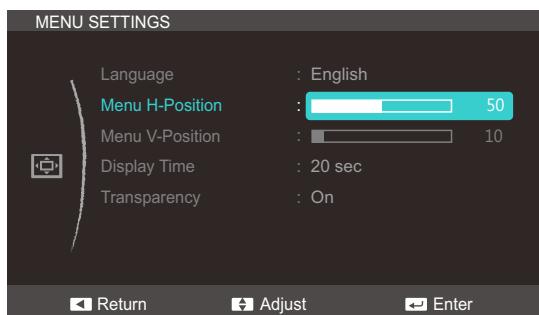 MENU SETTINGS
Language : English
Menu H-Position : 50
Menu V-Position : 10
Display Time : 20 sec
Transparency : On
Return Adjust Enter